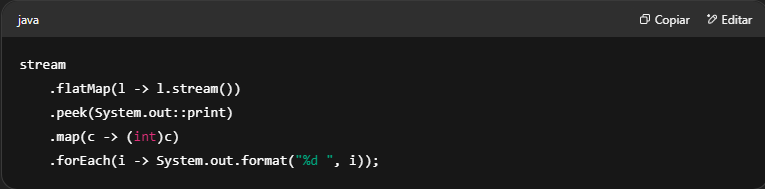 java Copiar Editar
stream
.flatMap(l -> l.stream())
.peek(System.out::print)
.map(c -> (int)c)
.forEach(i -> System.out.format("%d ", i));